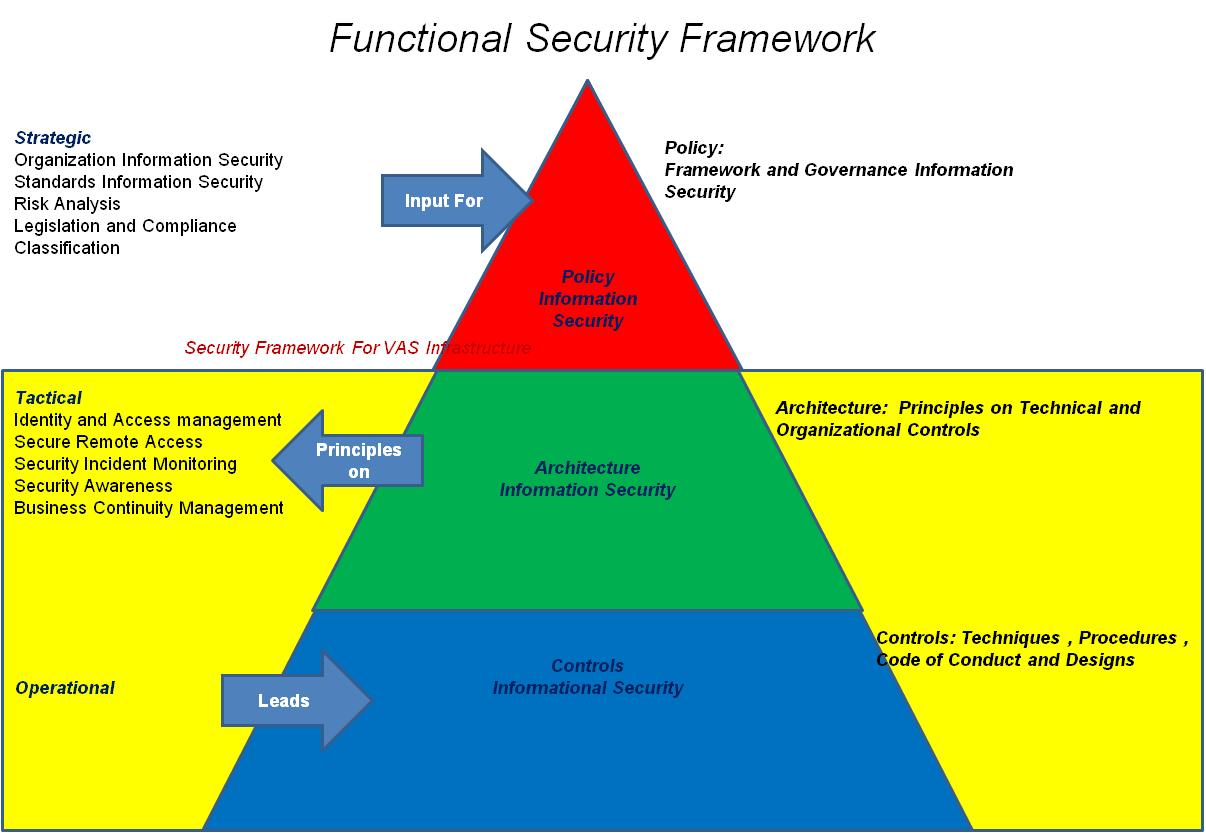 Functional Security Framework
Strategic
Organization Information Security
Standards Information Security
Risk Analysis
Legislation and Compliance
Classification
Input For
Policy:
Framework and Governance Information
Security
Policy
Information
Security
Security Framework For VAS Infrastructure
Tactical
Identity and Access management
Secure Remote Access
Security Incident Monitoring
Security Awareness
Business Continuity Management
Principles
on
Architecture
Information Security
Architecture: Principles on Technical and
Organizational Controls
Operational
Leads
Controls
Informational Security
Controls: Techniques , Procedures ,
Code of Conduct and Designs